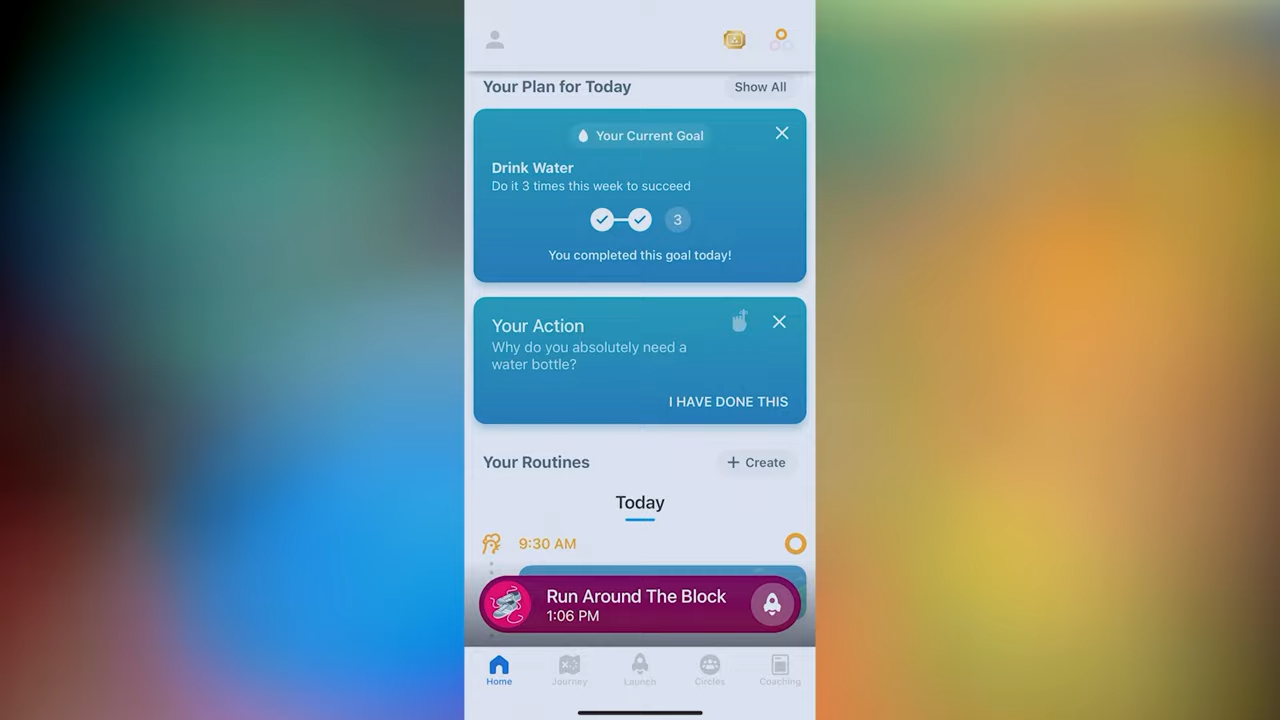 Your Plan for Today
Show All
Your Current Goal
Drink Water
Do it 3 times this week to succeed
3
You completed this goal today!
Your Action
Why do you absolutely need a
water bottle?
I HAVE DONE THIS
Your Routines
+ Create
Today
9:30 AM
Run Around The Block
1:06 PM
Home
Journey
Launch
Circles
Coaching